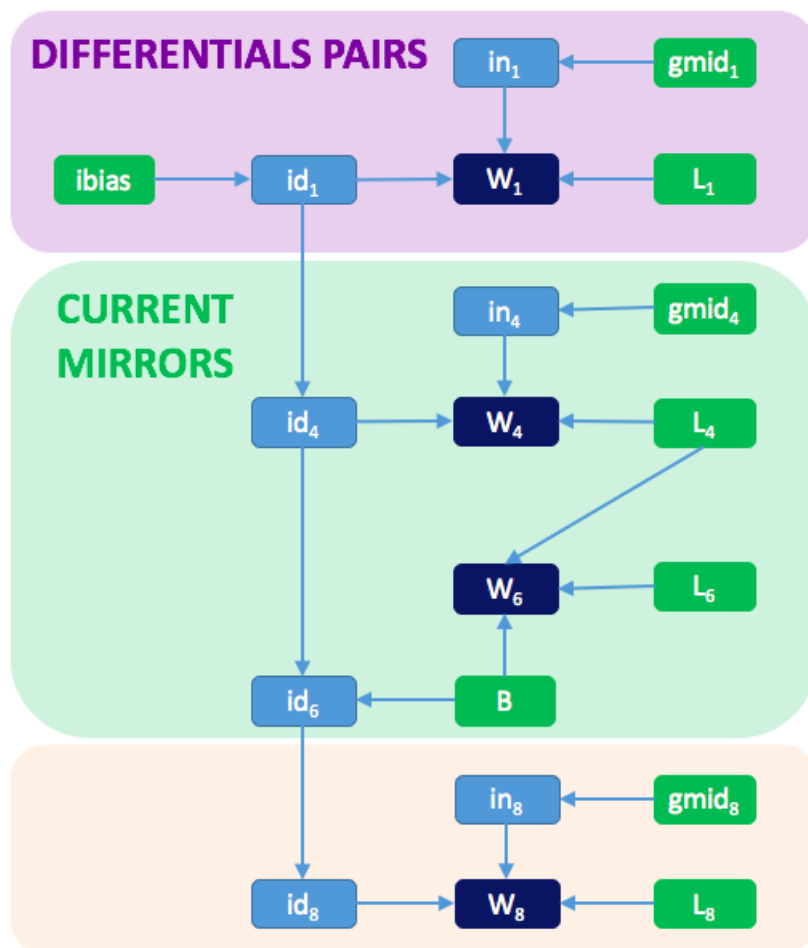 DIFFERENTIALS PAIRS
in₁
gmid₁
ibias
id₁
W₁
L₁
CURRENT
MIRRORS
in₄
gmid₄
id₄
W₄
L₄
W₆
L₆
id₆
B
in₈
gmid₈
id₈
W₈
L₈